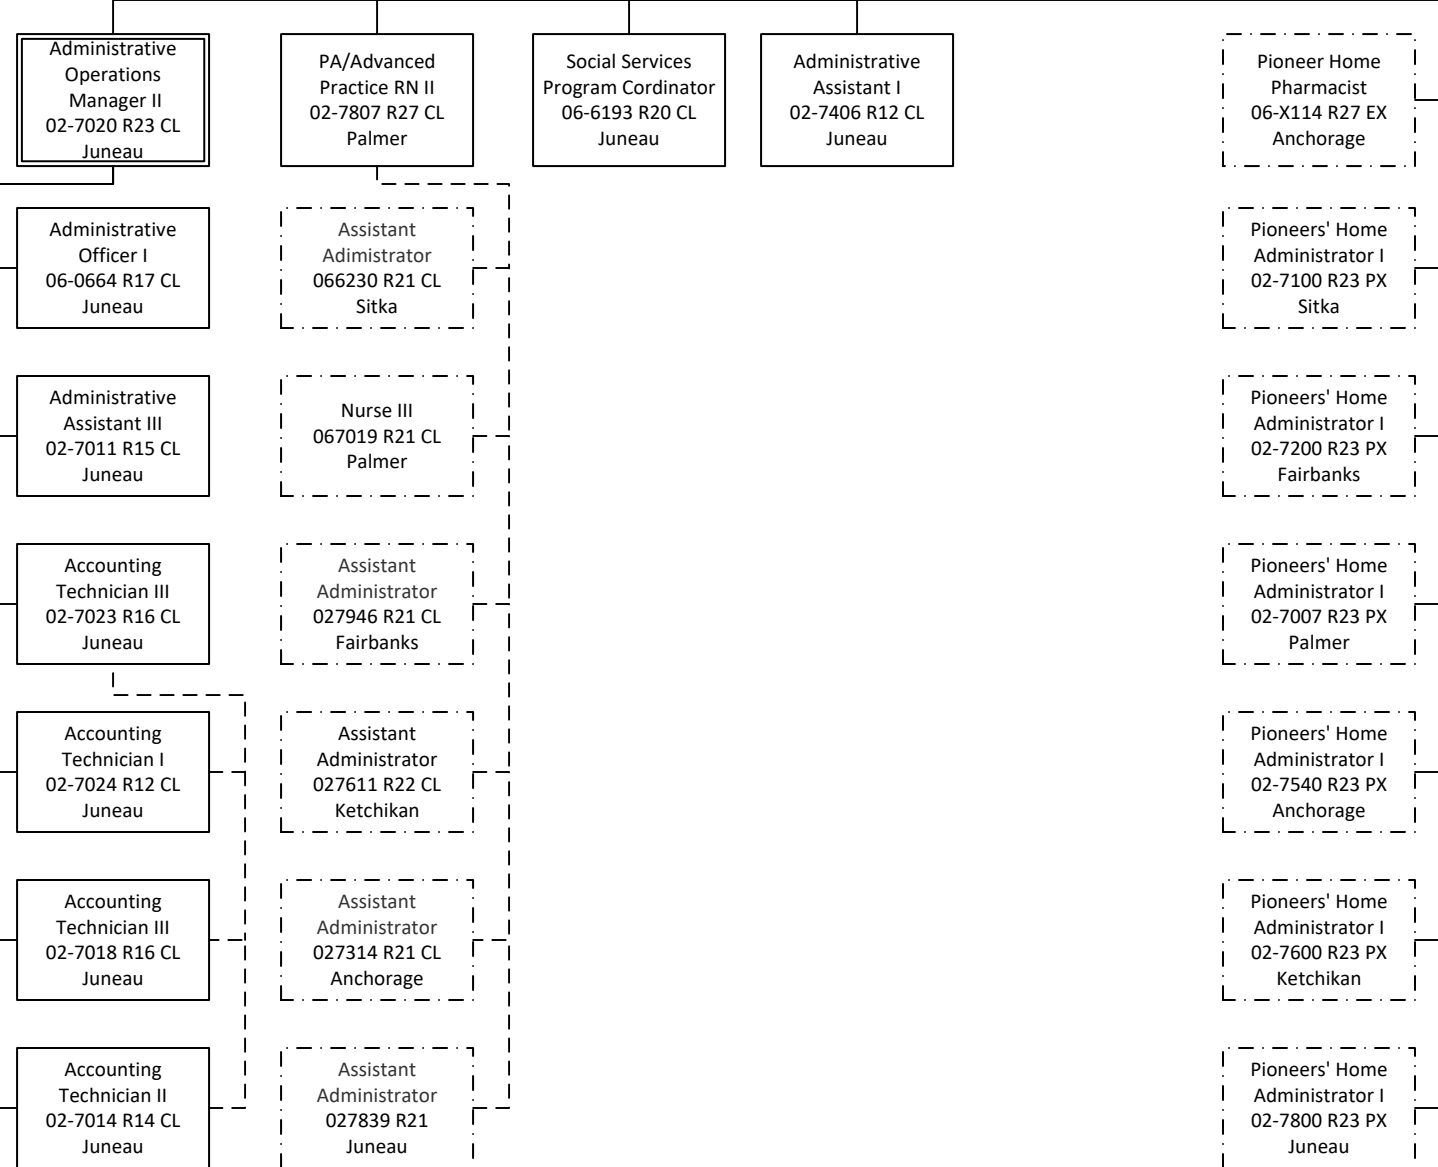 Administrative
Operations
Manager II
02-7020 R23 CL
Juneau
PA/Advanced
Practice RN II
02-7807 R27 CL
Palmer
Social Services
Program Cordinator
06-6193 R20 CL
Juneau
Administrative
Assistant I
02-7406 R12 CL
Juneau
Pioneer Home
Pharmacist
06-X114 R27 EX
Anchorage
Administrative
Officer I
06-0664 R17 CL
Juneau
Assistant
Adimistrator
066230 R21 CL
Sitka
Pioneers' Home
Administrator I
02-7100 R23 PX
Sitka
Administrative
Assistant III
02-7011 R15 CL
Juneau
Nurse III
067019 R21 CL
Palmer
Pioneers' Home
Administrator I
02-7200 R23 PX
Fairbanks
Accounting
Technician III
02-7023 R16 CL
Juneau
Assistant
Administrator
027946 R21 CL
Fairbanks
Pioneers' Home
Administrator I
02-7007 R23 PX
Palmer
Accounting
Technician I
02-7024 R12 CL
Juneau
Assistant
Administrator
027611 R22 CL
Ketchikan
Pioneers' Home
Administrator I
02-7540 R23 PX
Anchorage
Accounting
Technician III
02-7018 R16 CL
Juneau
Assistant
Administrator
027314 R21 CL
Anchorage
Pioneers' Home
Administrator I
02-7600 R23 PX
Ketchikan
Accounting
Technician II
02-7014 R14 CL
Juneau
Assistant
Administrator
027839 R21
Juneau
Pioneers' Home
Administrator I
02-7800 R23 PX
Juneau